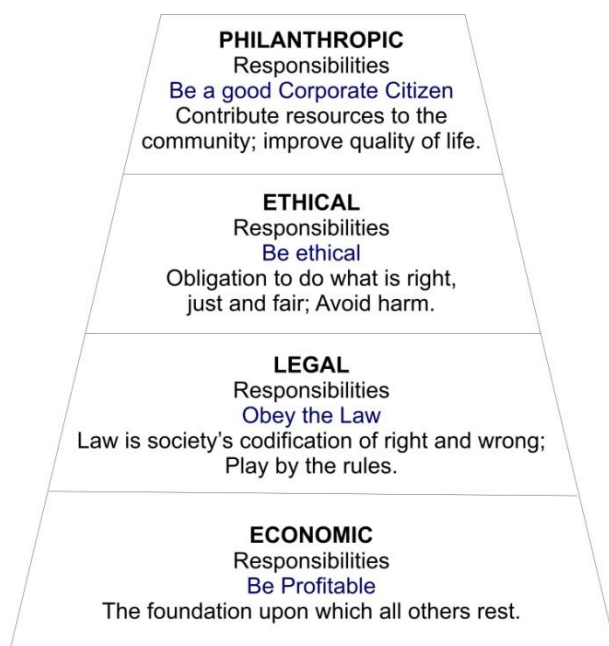 PHILANTHROPIC
Responsibilities
Be a good Corporate Citizen
Contribute resources to the
community; improve quality of life.
ETHICAL
Responsibilities
Be ethical
Obligation to do what is right,
just and fair; Avoid harm.
LEGAL
Responsibilities
Obey the Law
Law is society’s codification of right and wrong;
Play by the rules.
ECONOMIC
Responsibilities
Be Profitable
The foundation upon which all others rest.